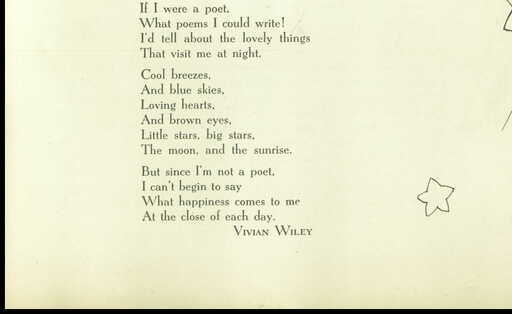 If I were a poet,
What poems I could write!
I'd tell about the lovely things
That visit me at night.
Cool breezes,
And blue skies,
Loving hearts,
And brown eyes,
Little stars, big stars,
The moon, and the sunrise.
But since I'm not a poet,
I can't begin to say
What happiness comes to me
At the close of each day.
Vivian Wiley